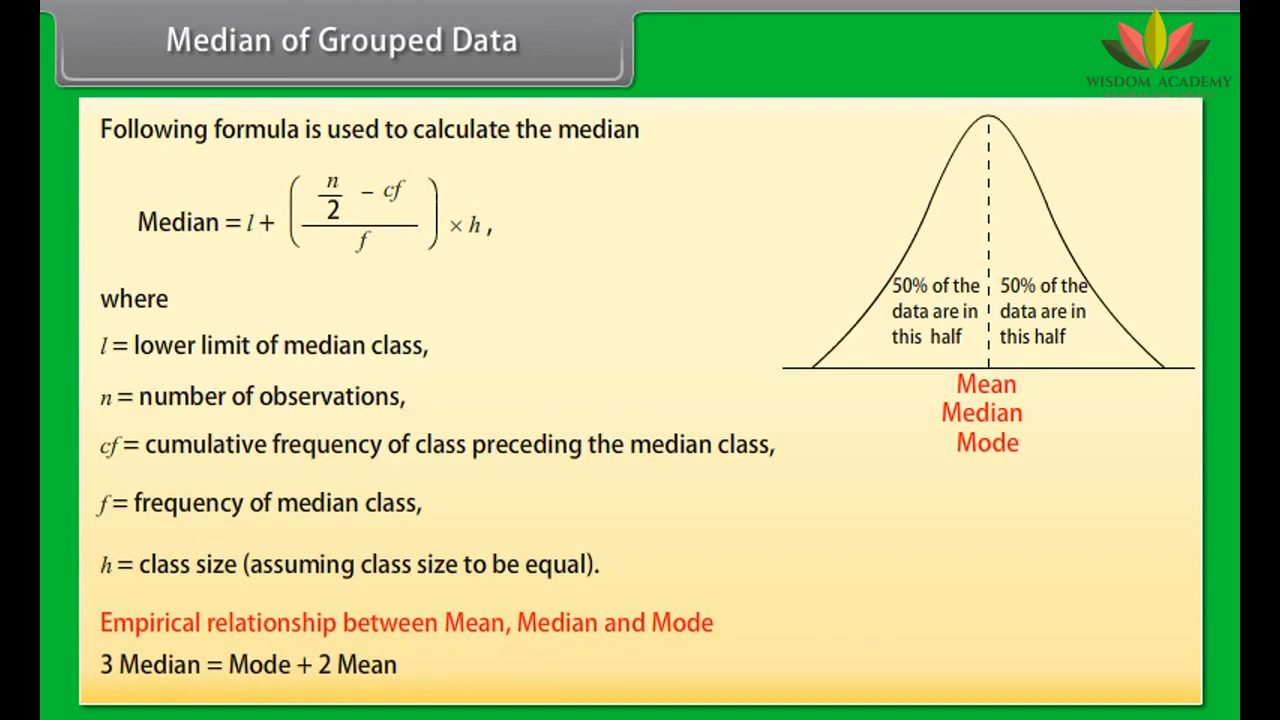 Median of Grouped Data
WISDOM ACADEMY
Following formula is used to calculate the median
Median = l + ( (n/2 − cf) / f ) × h ,
where
l = lower limit of median class,
n = number of observations,
cf = cumulative frequency of class preceding the median class,
f = frequency of median class,
h = class size (assuming class size to be equal).
Empirical relationship between Mean, Median and Mode
3 Median = Mode + 2 Mean
50% of the
data are in
this half
50% of the
data are in
this half
Mean
Median
Mode